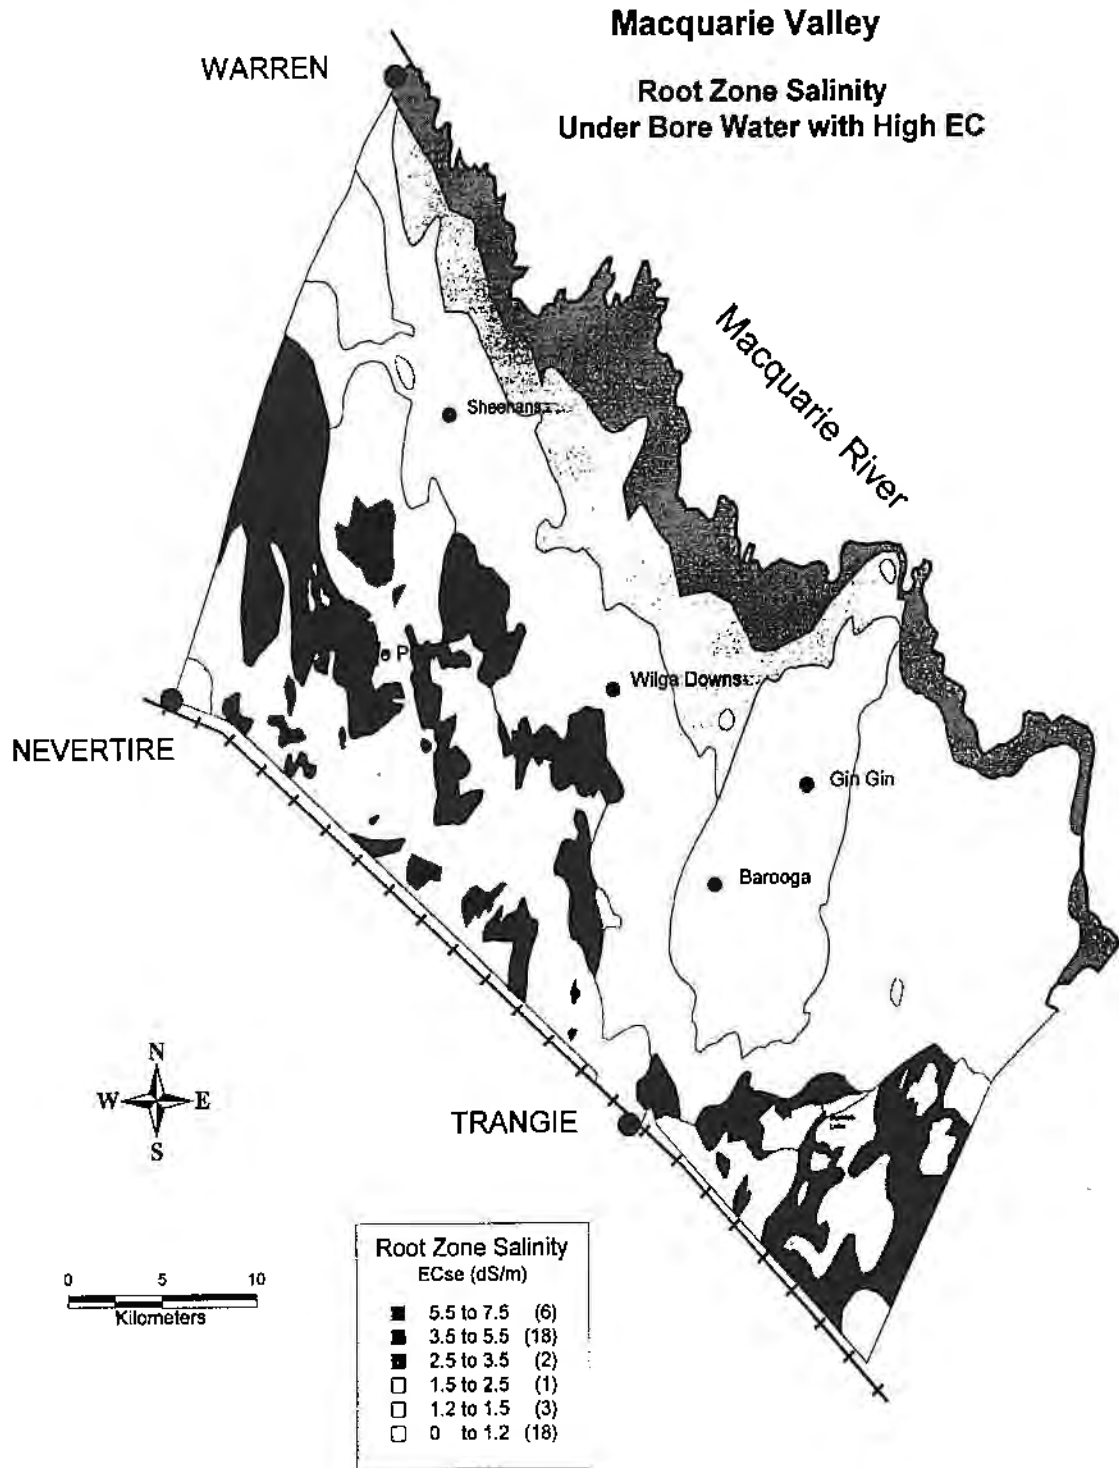 Macquarie Valley
Root Zone Salinity
Under Bore Water with High EC
WARREN
Macquarie River
Sheehans
P
Wilga Downs
NEVERTIRE
Gin Gin
Barooga
N
W E
S
TRANGIE
Root Zone Salinity
ECse (dS/m)
5.5 to 7.5 (6)
3.5 to 5.5 (18)
2.5 to 3.5 (2)
1.5 to 2.5 (1)
1.2 to 1.5 (3)
0 to 1.2 (18)
0 5 10
Kilometers